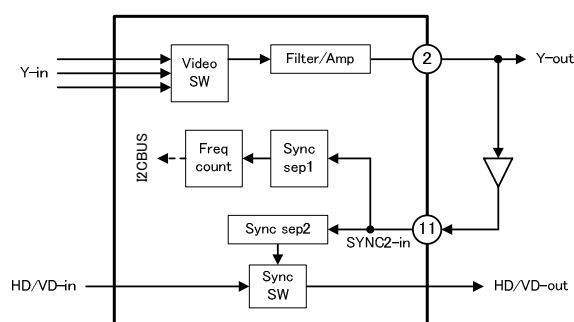 Y-in
Video
SW
Filter/Amp
2
Y-out
I2CBUS
Freq
count
Sync
sep1
Sync sep2
SYNC2-in
11
HD/VD-in
Sync
SW
HD/VD-out